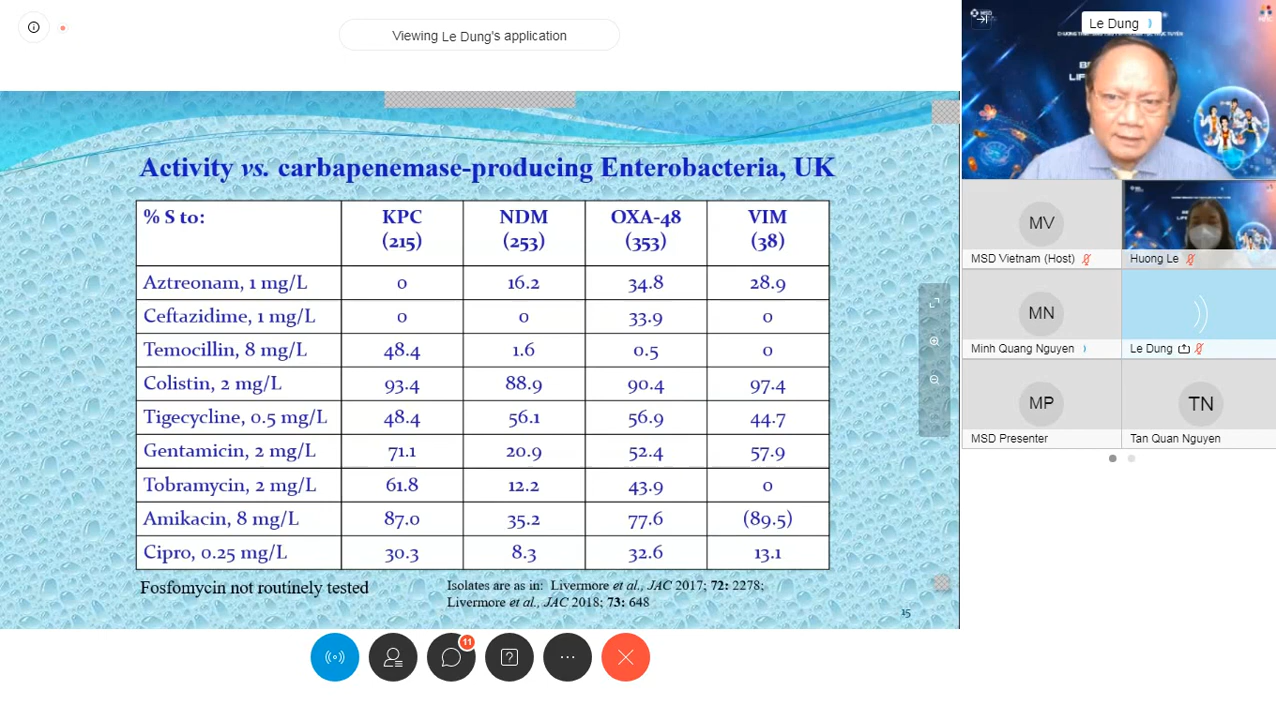 Viewing Le Dung's application
Activity vs. carbapenemase-producing Enterobacteria, UK
% S to: KPC (215) NDM (253) OXA-48 (353) VIM (38)
Aztreonam, 1 mg/L 0 16.2 34.8 28.9
Ceftazidime, 1 mg/L 0 0 33.9 0
Temocillin, 8 mg/L 48.4 1.6 0.5 0
Colistin, 2 mg/L 93.4 88.9 90.4 97.4
Tigecycline, 0.5 mg/L 48.4 56.1 56.9 44.7
Gentamicin, 2 mg/L 71.1 20.9 52.4 57.9
Tobramycin, 2 mg/L 61.8 12.2 43.9 0
Amikacin, 8 mg/L 87.0 35.2 77.6 (89.5)
Cipro, 0.25 mg/L 30.3 8.3 32.6 13.1
Fosfomycin not routinely tested
Isolates are as in: Livermore et al., JAC 2017; 72: 2278;
Livermore et al., JAC 2018; 73: 648
15
11
Le Dung
MV
MSD Vietnam (Host)
Huong Le
MN
Minh Quang Nguyen
Le Dung
MP
MSD Presenter
TN
Tan Quan Nguyen